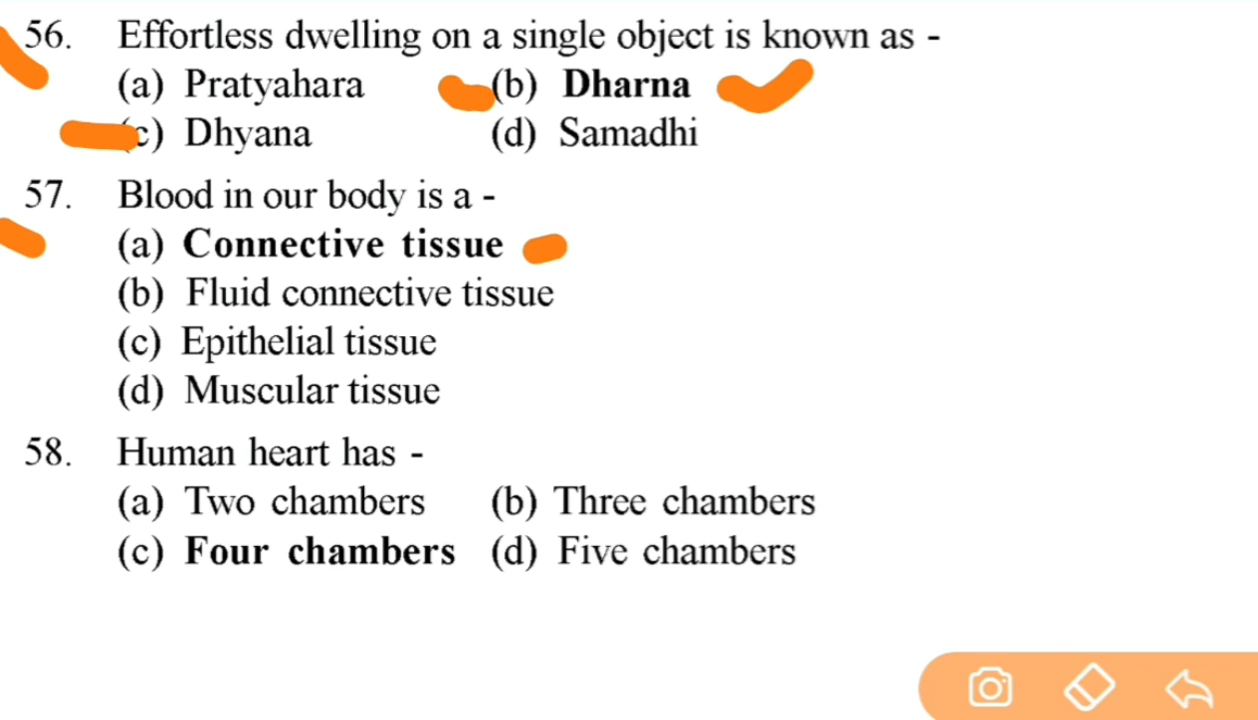 56. Effortless dwelling on a single object is known as -
(a) Pratyahara (b) Dharna
(c) Dhyana (d) Samadhi
57. Blood in our body is a -
(a) Connective tissue
(b) Fluid connective tissue
(c) Epithelial tissue
(d) Muscular tissue
58. Human heart has -
(a) Two chambers (b) Three chambers
(c) Four chambers (d) Five chambers